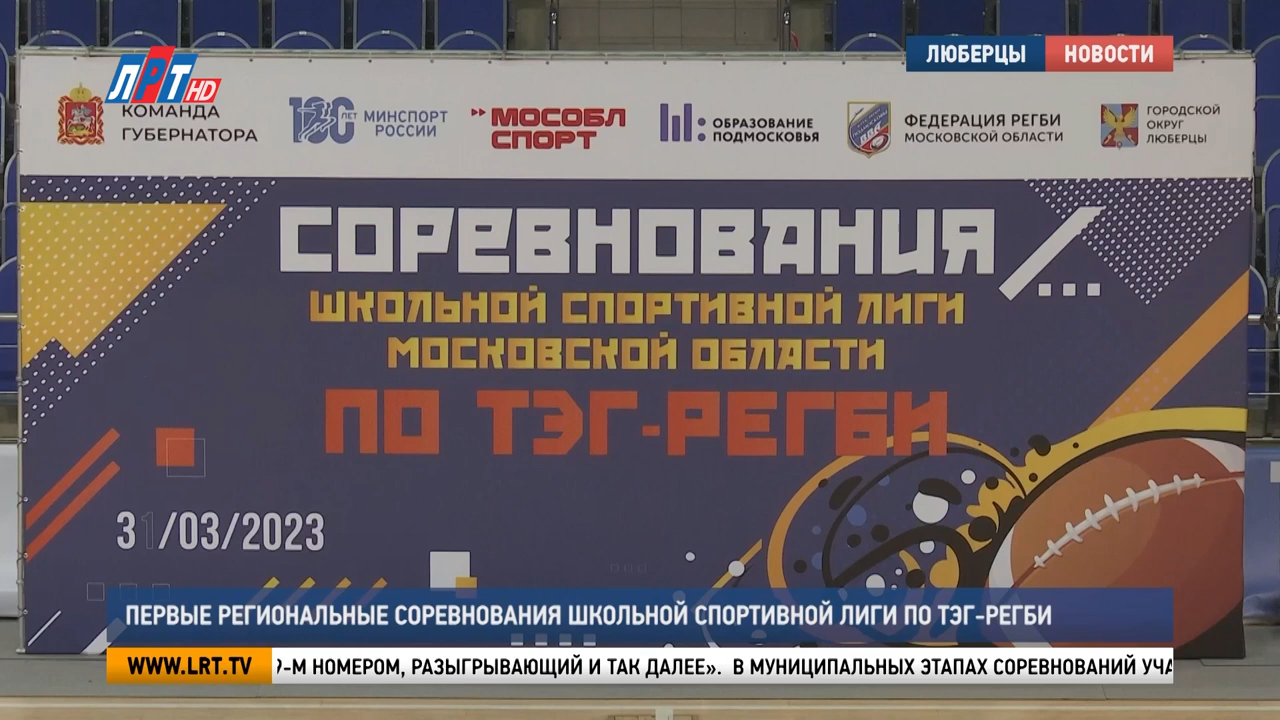 ЛРТ HD
ЛЮБЕРЦЫ НОВОСТИ
КОМАНДА
ГУБЕРНАТОРА
100 ЛЕТ
МИНСПОРТ
РОССИИ
МОСОБЛ
СПОРТ
ОБРАЗОВАНИЕ
ПОДМОСКОВЬЯ
ФЕДЕРАЦИЯ РЕГБИ
МОСКОВСКОЙ ОБЛАСТИ
ГОРОДСКОЙ
ОКРУГ
ЛЮБЕРЦЫ
СОРЕВНОВАНИЯ
ШКОЛЬНОЙ СПОРТИВНОЙ ЛИГИ
МОСКОВСКОЙ ОБЛАСТИ
ПО ТЭГ-РЕГБИ
31/03/2023
ПЕРВЫЕ РЕГИОНАЛЬНЫЕ СОРЕВНОВАНИЯ ШКОЛЬНОЙ СПОРТИВНОЙ ЛИГИ ПО ТЭГ-РЕГБИ
WWW.LRT.TV
-М НОМЕРОМ, РАЗЫГРЫВАЮЩИЙ И ТАК ДАЛЕЕ». В МУНИЦИПАЛЬНЫХ ЭТАПАХ СОРЕВНОВАНИЙ УЧА